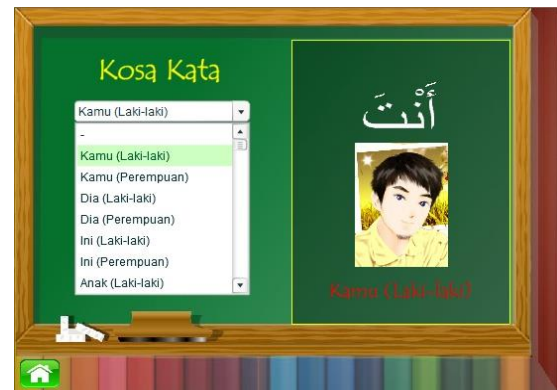 Kosa Kata
Kamu (Laki-laki)
-
Kamu (Laki-laki)
Kamu (Perempuan)
Dia (Laki-laki)
Dia (Perempuan)
Ini (Laki-laki)
Ini (Perempuan)
Anak (Laki-laki)
أَنْتَ
Kamu (Laki-laki)